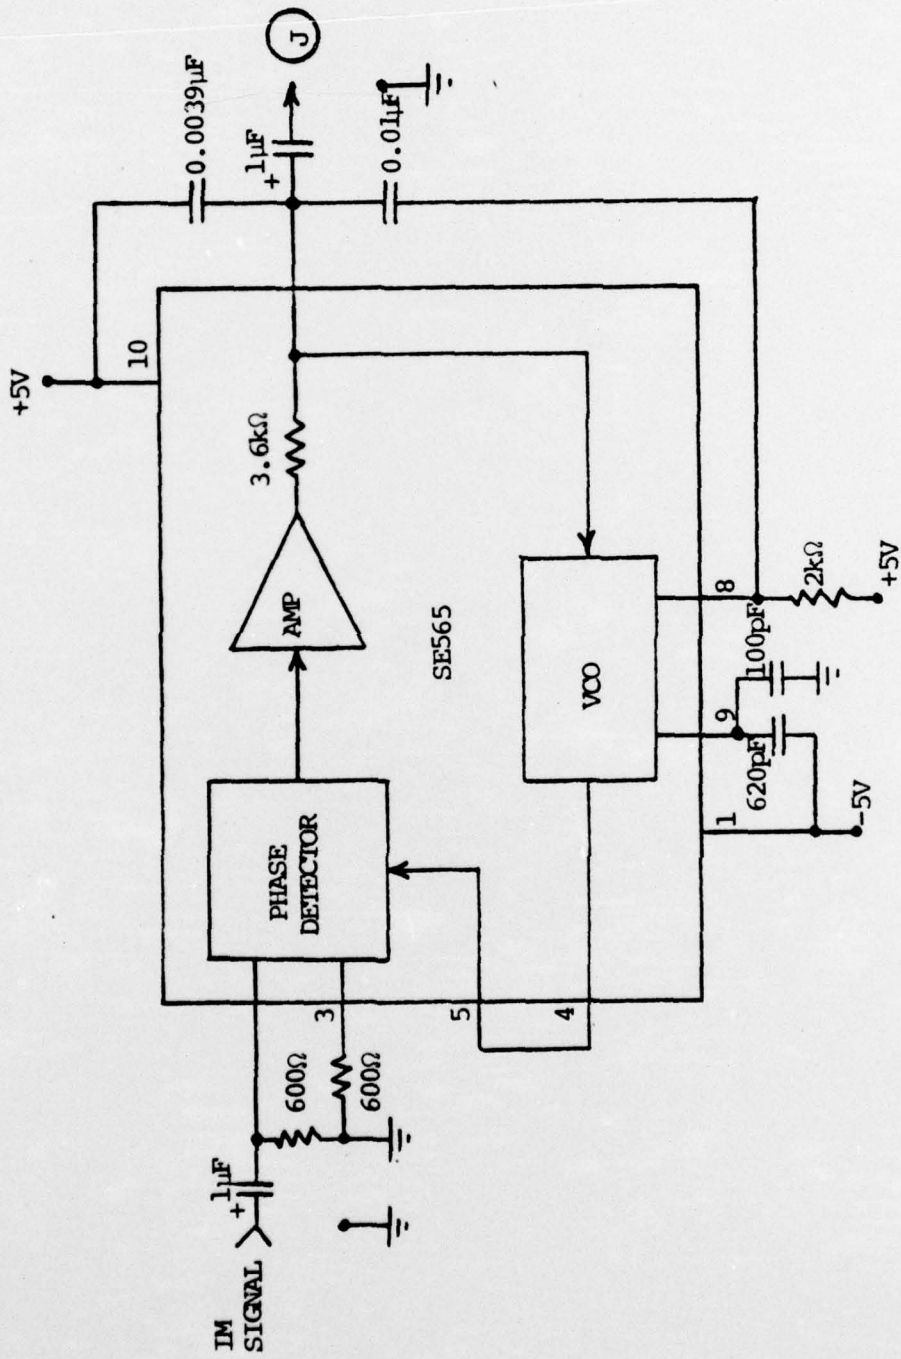 +5V
0.0039µF
10
+
1µF
J
3.6kΩ
0.01µF
AMP
PHASE
DETECTOR
SE565
VCO
IM
SIGNAL
+
1µF
600Ω
600Ω
3
5
4
1
9
8
620pF
100pF
2kΩ
-5V
+5V